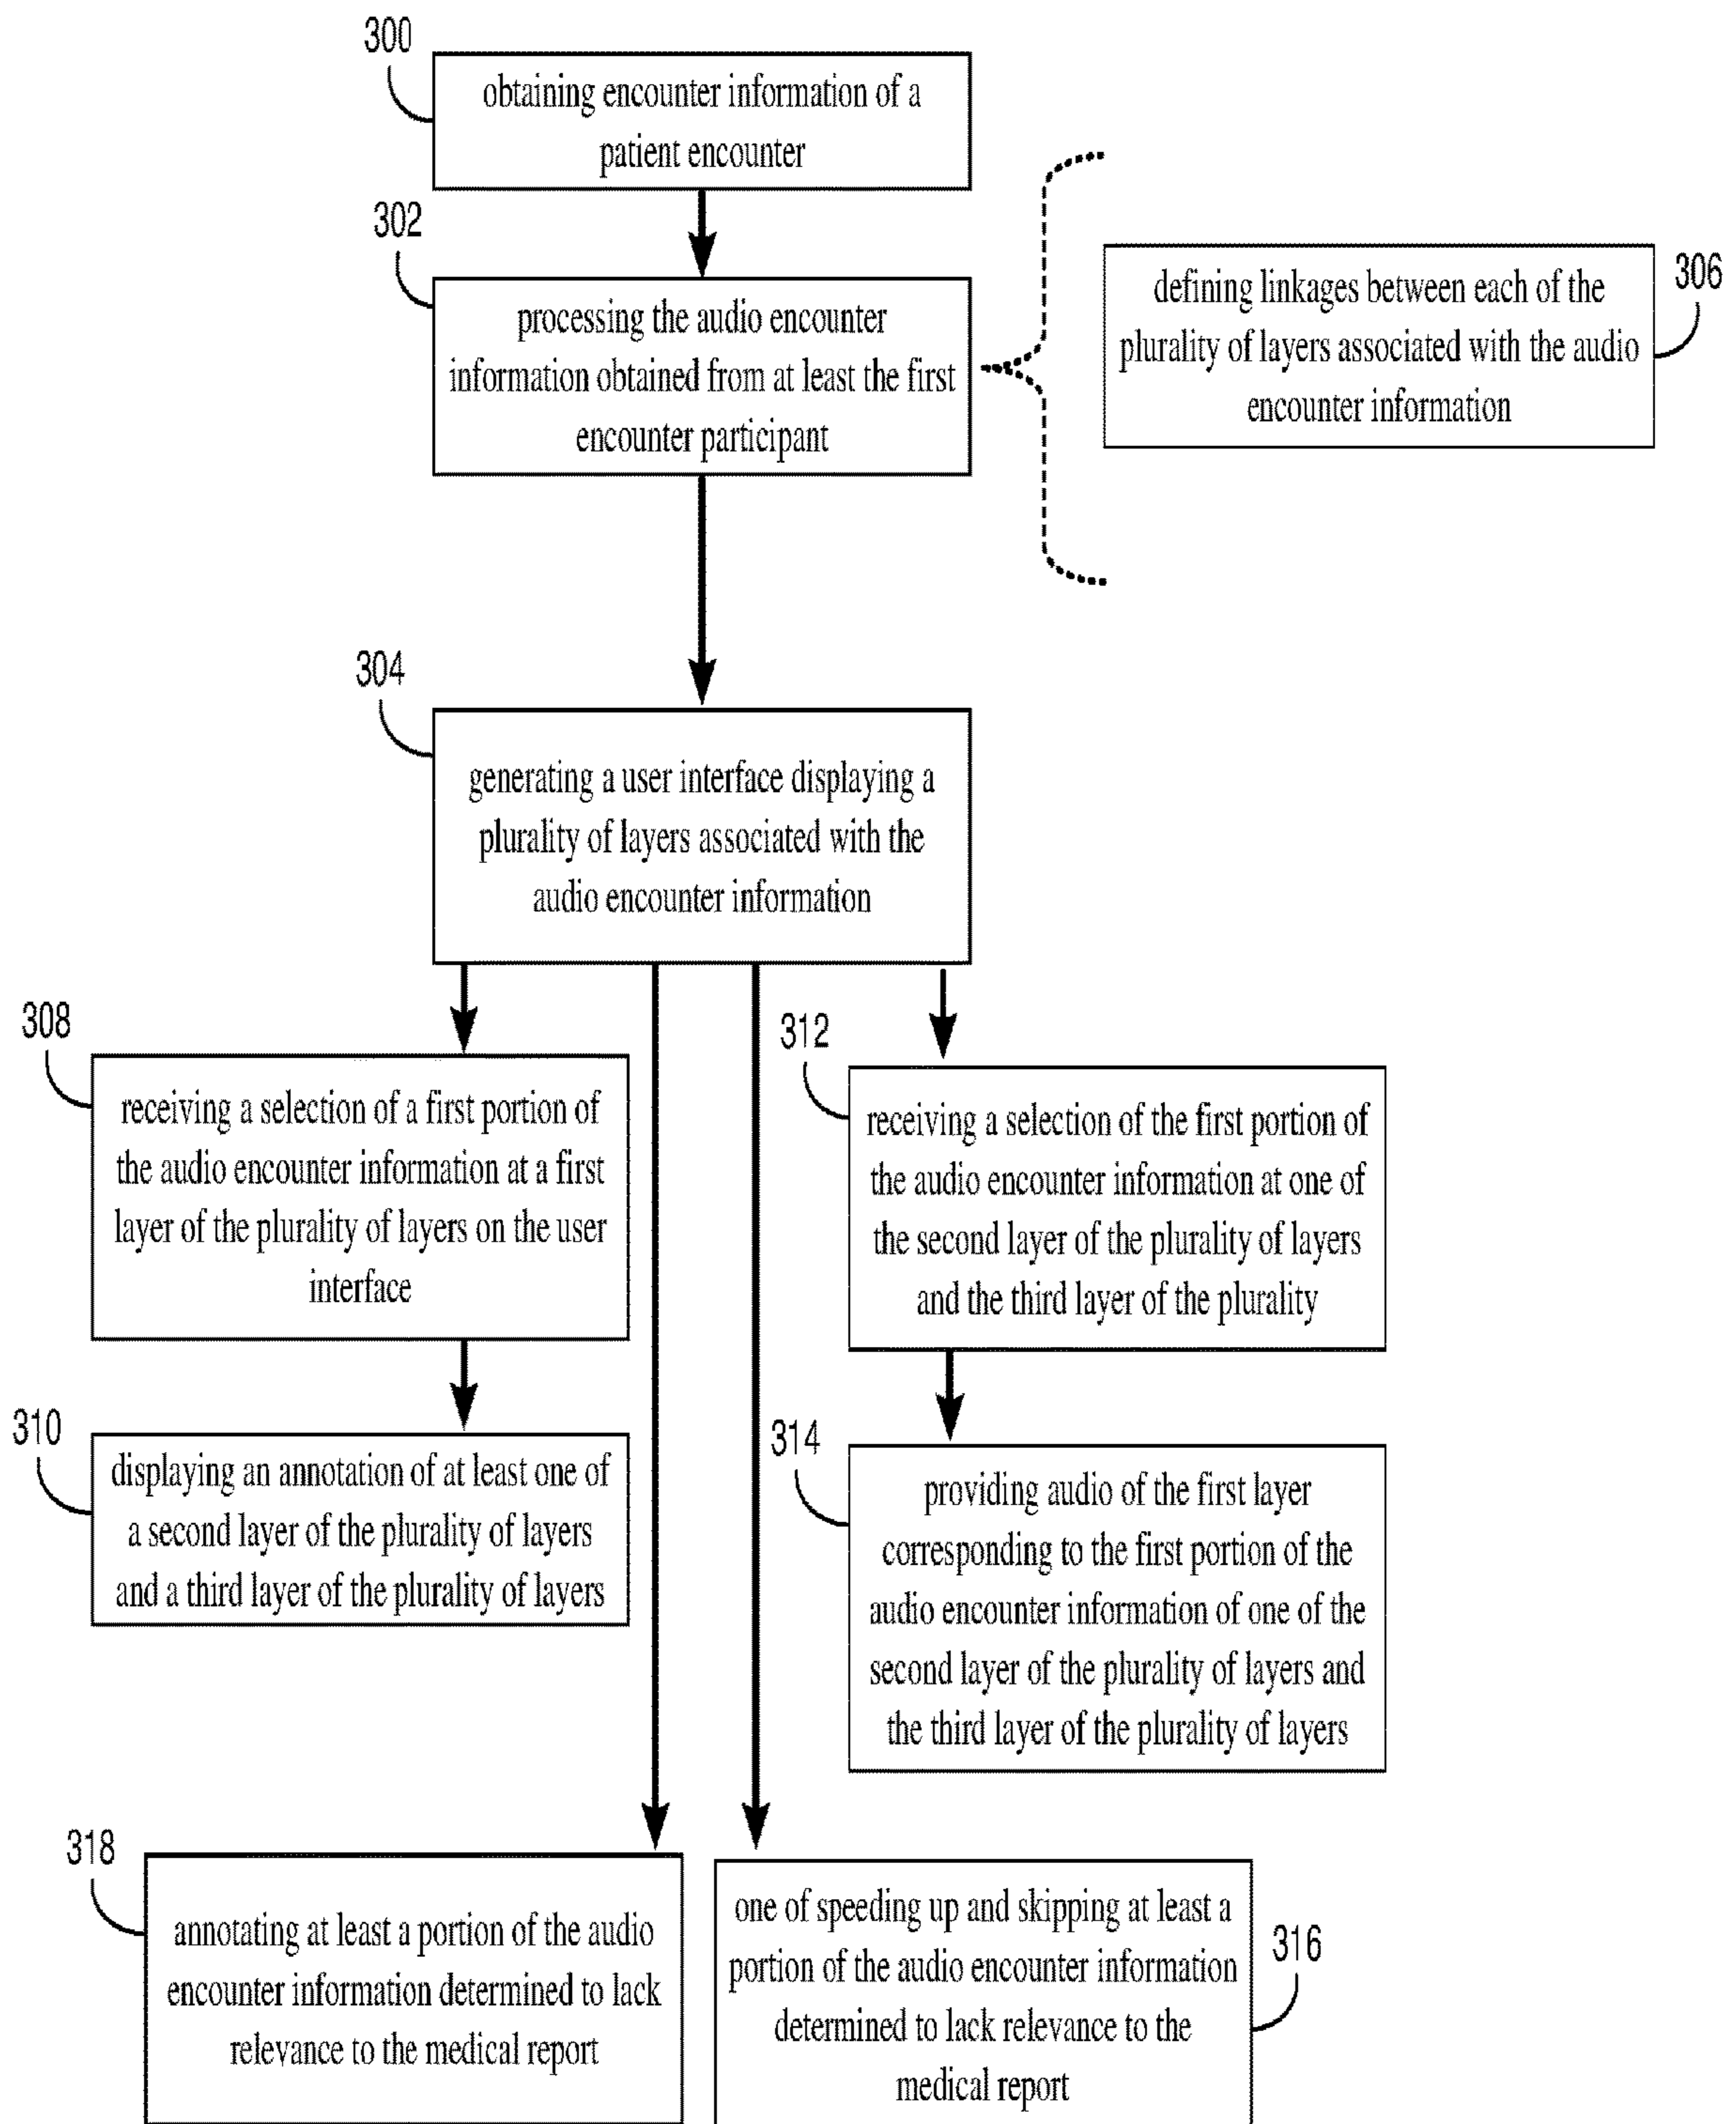 300
obtaining encounter information of a
patient encounter
302
processing the audio encounter
information obtained from at least the first
encounter participant
defining linkages between each of the
plurality of layers associated with the audio
encounter information
306
304
generating a user interface displaying a
plurality of layers associated with the
audio encounter information
308
receiving a selection of a first portion of
the audio encounter information at a first
layer of the plurality of layers on the user
interface
312
receiving a selection of the first portion of
the audio encounter information at one of
the second layer of the plurality of layers
and the third layer of the plurality
310
displaying an annotation of at least one of
a second layer of the plurality of layers
and a third layer of the plurality of layers
314
providing audio of the first layer
corresponding to the first portion of the
audio encounter information of one of the
second layer of the plurality of layers and
the third layer of the plurality of layers
318
annotating at least a portion of the audio
encounter information determined to lack
relevance to the medical report
one of speeding up and skipping at least a
portion of the audio encounter information
determined to lack relevance to the
medical report
316